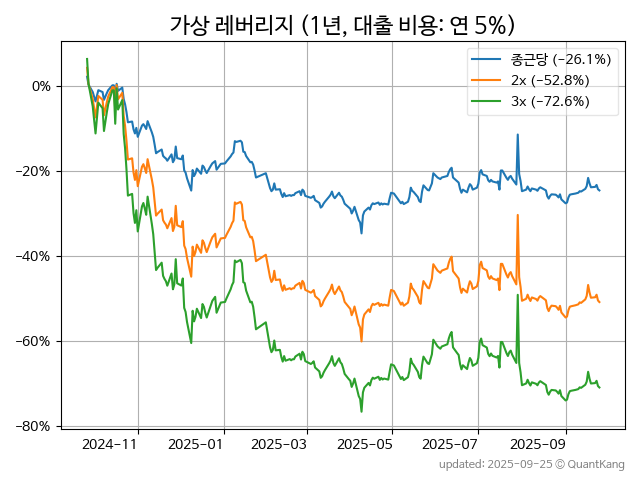 가상 레버리지 (1년, 대출 비용: 연 5%)
종근당 (−26.1%)
2x (−52.8%)
3x (−72.6%)
0%
−20%
−40%
−60%
−80%
2024-11 2025-01 2025-03 2025-05 2025-07 2025-09
updated: 2025-09-25 © QuantKang